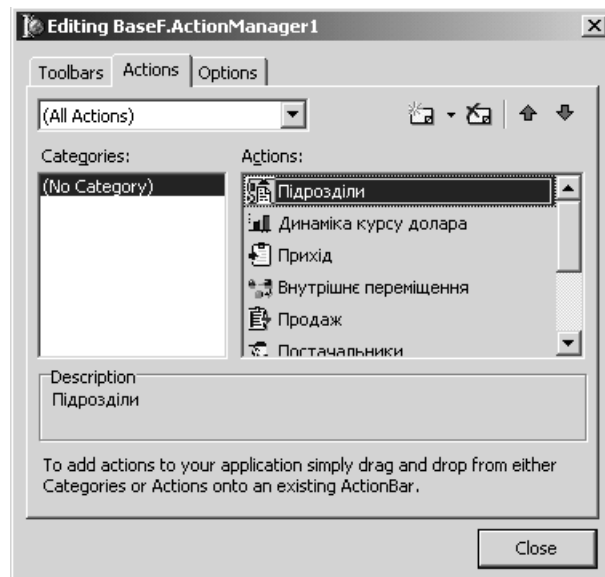 Editing BaseF.ActionManager1
Toolbars Actions Options
(All Actions)
Categories: Actions:
(No Category)
Підрозділи
Динаміка курсу долара
Прихід
Внутрішнє переміщення
Продаж
Постачальники
Description
Підрозділи
To add actions to your application simply drag and drop from either
Categories or Actions onto an existing ActionBar.
Close